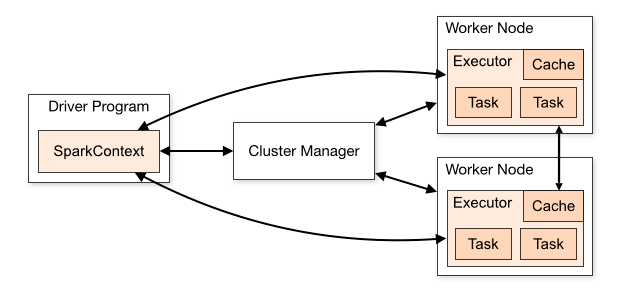 Driver Program
SparkContext
Cluster Manager
Worker Node
Executor
Cache
Task
Task
Worker Node
Executor
Cache
Task
Task